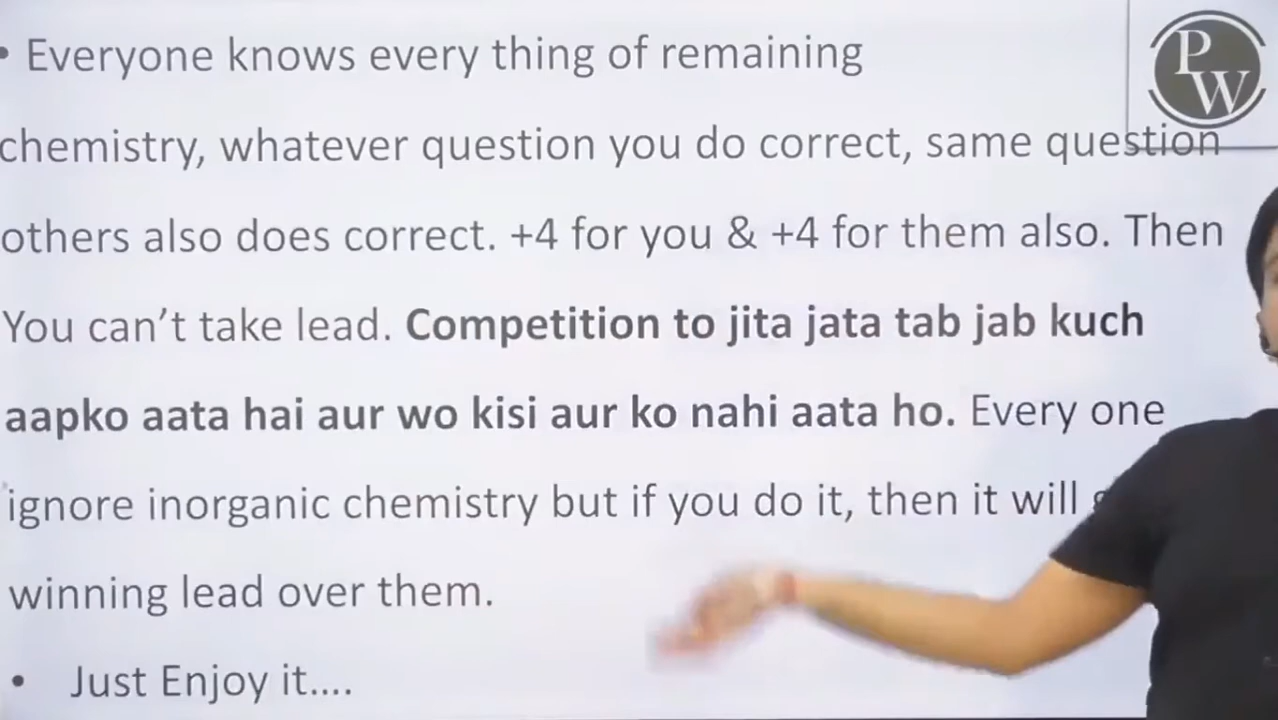 PW
• Everyone knows every thing of remaining
chemistry, whatever question you do correct, same question
others also does correct. +4 for you & +4 for them also. Then
You can’t take lead. Competition to jita jata tab jab kuch
aapko aata hai aur wo kisi aur ko nahi aata ho. Every one
ignore inorganic chemistry but if you do it, then it will
winning lead over them.
• Just Enjoy it....